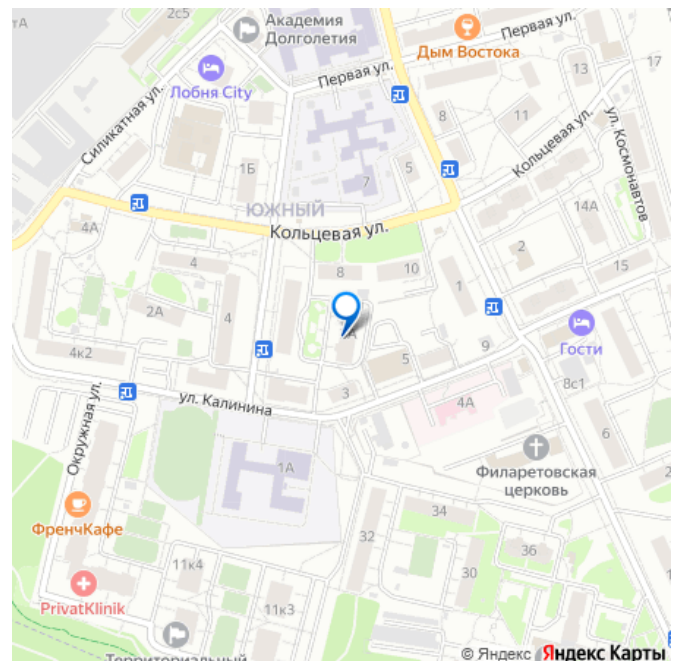 тА
2с5
Академия
Долголетия
Дым Востока
Первая ул.
13
17
Первая ул.
Лобня City
Силикатная ул.
8
11
Кольцевая ул.
ул. Космонавтов
1Б
7
5
ЮЖНЫЙ
Кольцевая ул.
4А
14А
2
4
8
10
15
1
2А
4
Гости
4к2
5
9
8с1
3
ул. Калинина
4А
6
Окружная ул.
1А
Филаретовская
церковь
ФренчКафе
34
32
36
30
11к4
PrivatKlinik
11к3
Территориальный
© Яндекс Яндекс Карты